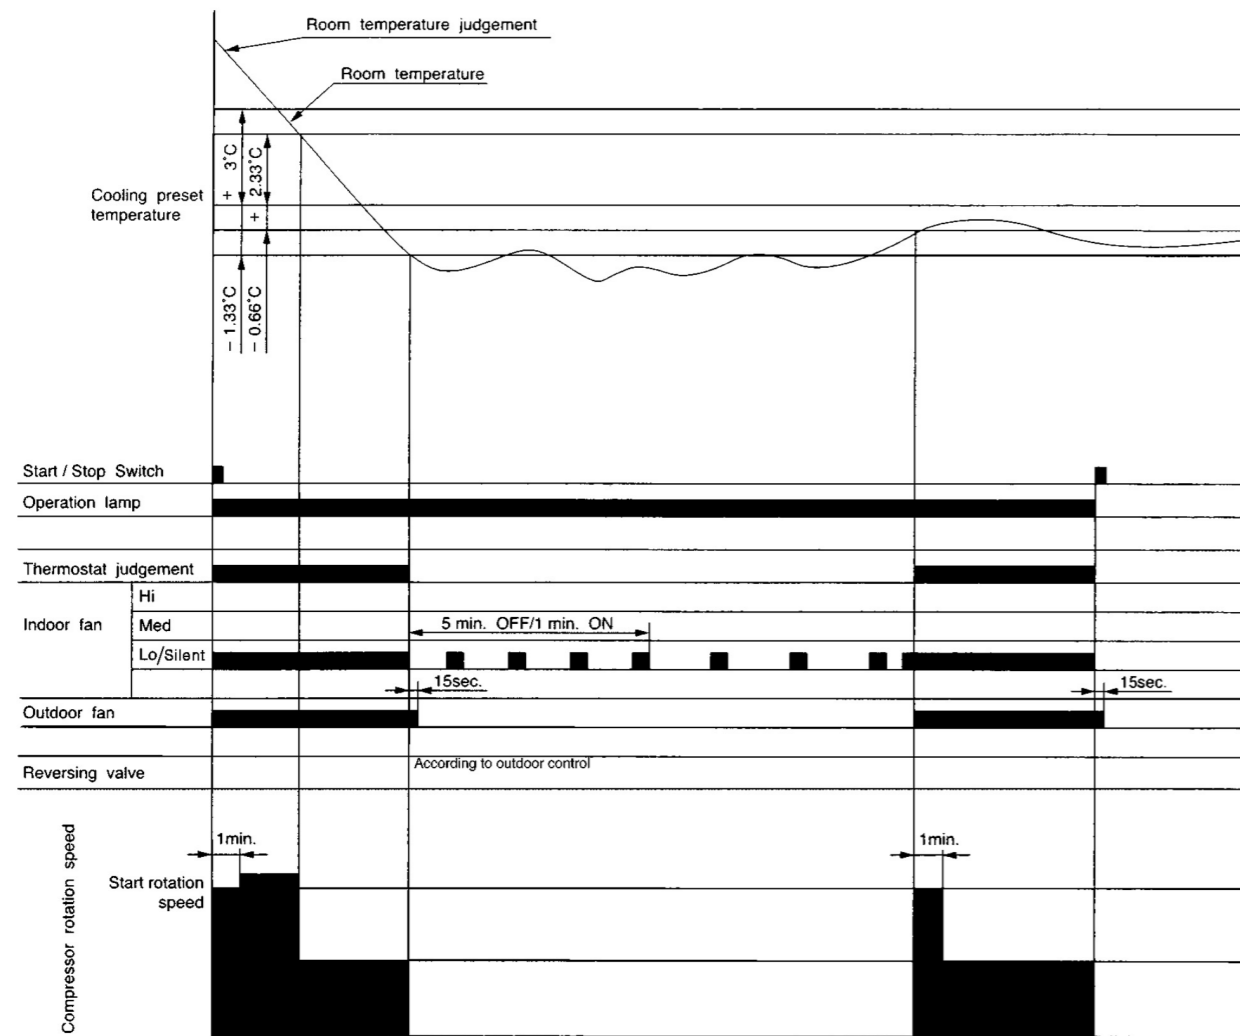 Room temperature judgement
Room temperature
+ 3°C
+ 2.33°C
Cooling preset
temperature
− 1.33°C
− 0.66°C
Start / Stop Switch
Operation lamp
Thermostat judgement
Hi
Indoor fan
Med
5 min. OFF/1 min. ON
Lo/Silent
15sec.
15sec.
Outdoor fan
According to outdoor control
Reversing valve
Compressor rotation speed
1min.
1min.
Start rotation
speed